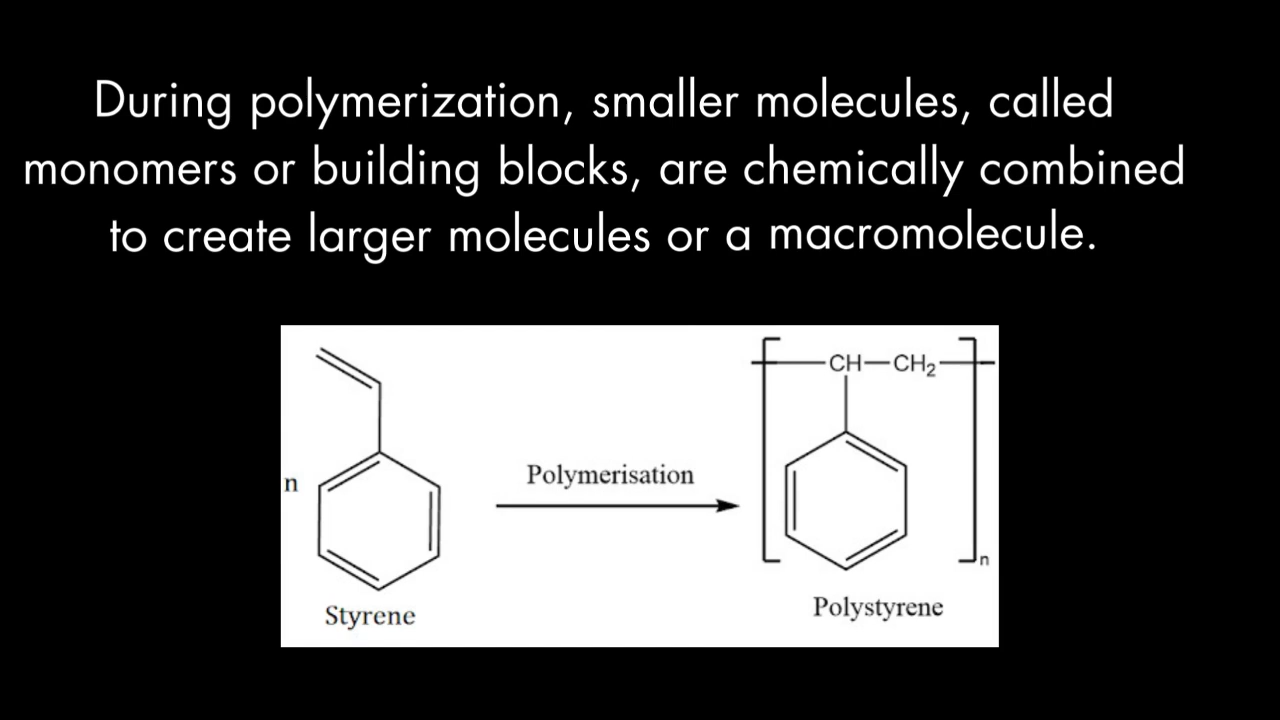 During polymerization, smaller molecules, called
monomers or building blocks, are chemically combined
to create larger molecules or a macromolecule.
CH—CH₂
n
Polymerisation
n
Styrene
Polystyrene